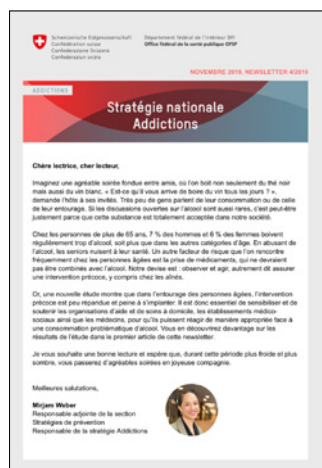 Schweizerische Eidgenossenschaft
Confédération suisse
Confederazione Svizzera
Confederaziun svizra
Département fédéral de l'intérieur DFI
Office fédéral de la santé publique OFSP
NOVEMBRE 2019, NEWSLETTER 4/2019
ADDICTIONS
Stratégie nationale
Addictions
Chère lectrice, cher lecteur,
Imaginez une agréable soirée fondue entre amis, où l'on boit non seulement du thé noir
mais aussi du vin blanc. « Est-ce qu'il vous arrive de boire du vin tous les jours ? »,
demande l'hôte à ses invités. Très peu de gens parlent de leur consommation ou de celle
de leur entourage. Si les discussions ouvertes sur l'alcool sont aussi rares, c'est peut-être
justement parce que cette substance est totalement acceptée dans notre société.
Chez les personnes de plus de 65 ans, 7 % des hommes et 6 % des femmes boivent
régulièrement trop d'alcool, soit plus que dans les autres catégories d'âge. En abusant de
l'alcool, les seniors nuisent à leur santé. Un autre facteur de risque que l'on rencontre
fréquemment chez les personnes âgées est la prise de médicaments, qui ne devraient
pas être combinés avec l'alcool. Notre devise est : observer et agir, autrement dit assurer
une intervention précoce, y compris chez les aînés.
Or, une nouvelle étude montre que dans l'entourage des personnes âgées, l'intervention
précoce est peu répandue et peine à s'implanter. Il est donc essentiel de sensibiliser et de
soutenir les organisations d'aide et de soins à domicile, les établissements médico-
sociaux ainsi que les médecins, pour qu'ils puissent réagir de manière appropriée face à
une consommation problématique d'alcool. Vous en découvrirez davantage sur les
résultats de l'étude dans le premier article de cette newsletter.
Je vous souhaite une bonne lecture et espère que, durant cette période plus froide et plus
sombre, vous passerez d'agréables soirées en joyeuse compagnie.
Meilleures salutations,
Mirjam Weber
Responsable adjointe de la section
Stratégies de prévention
Responsable de la stratégie Addictions